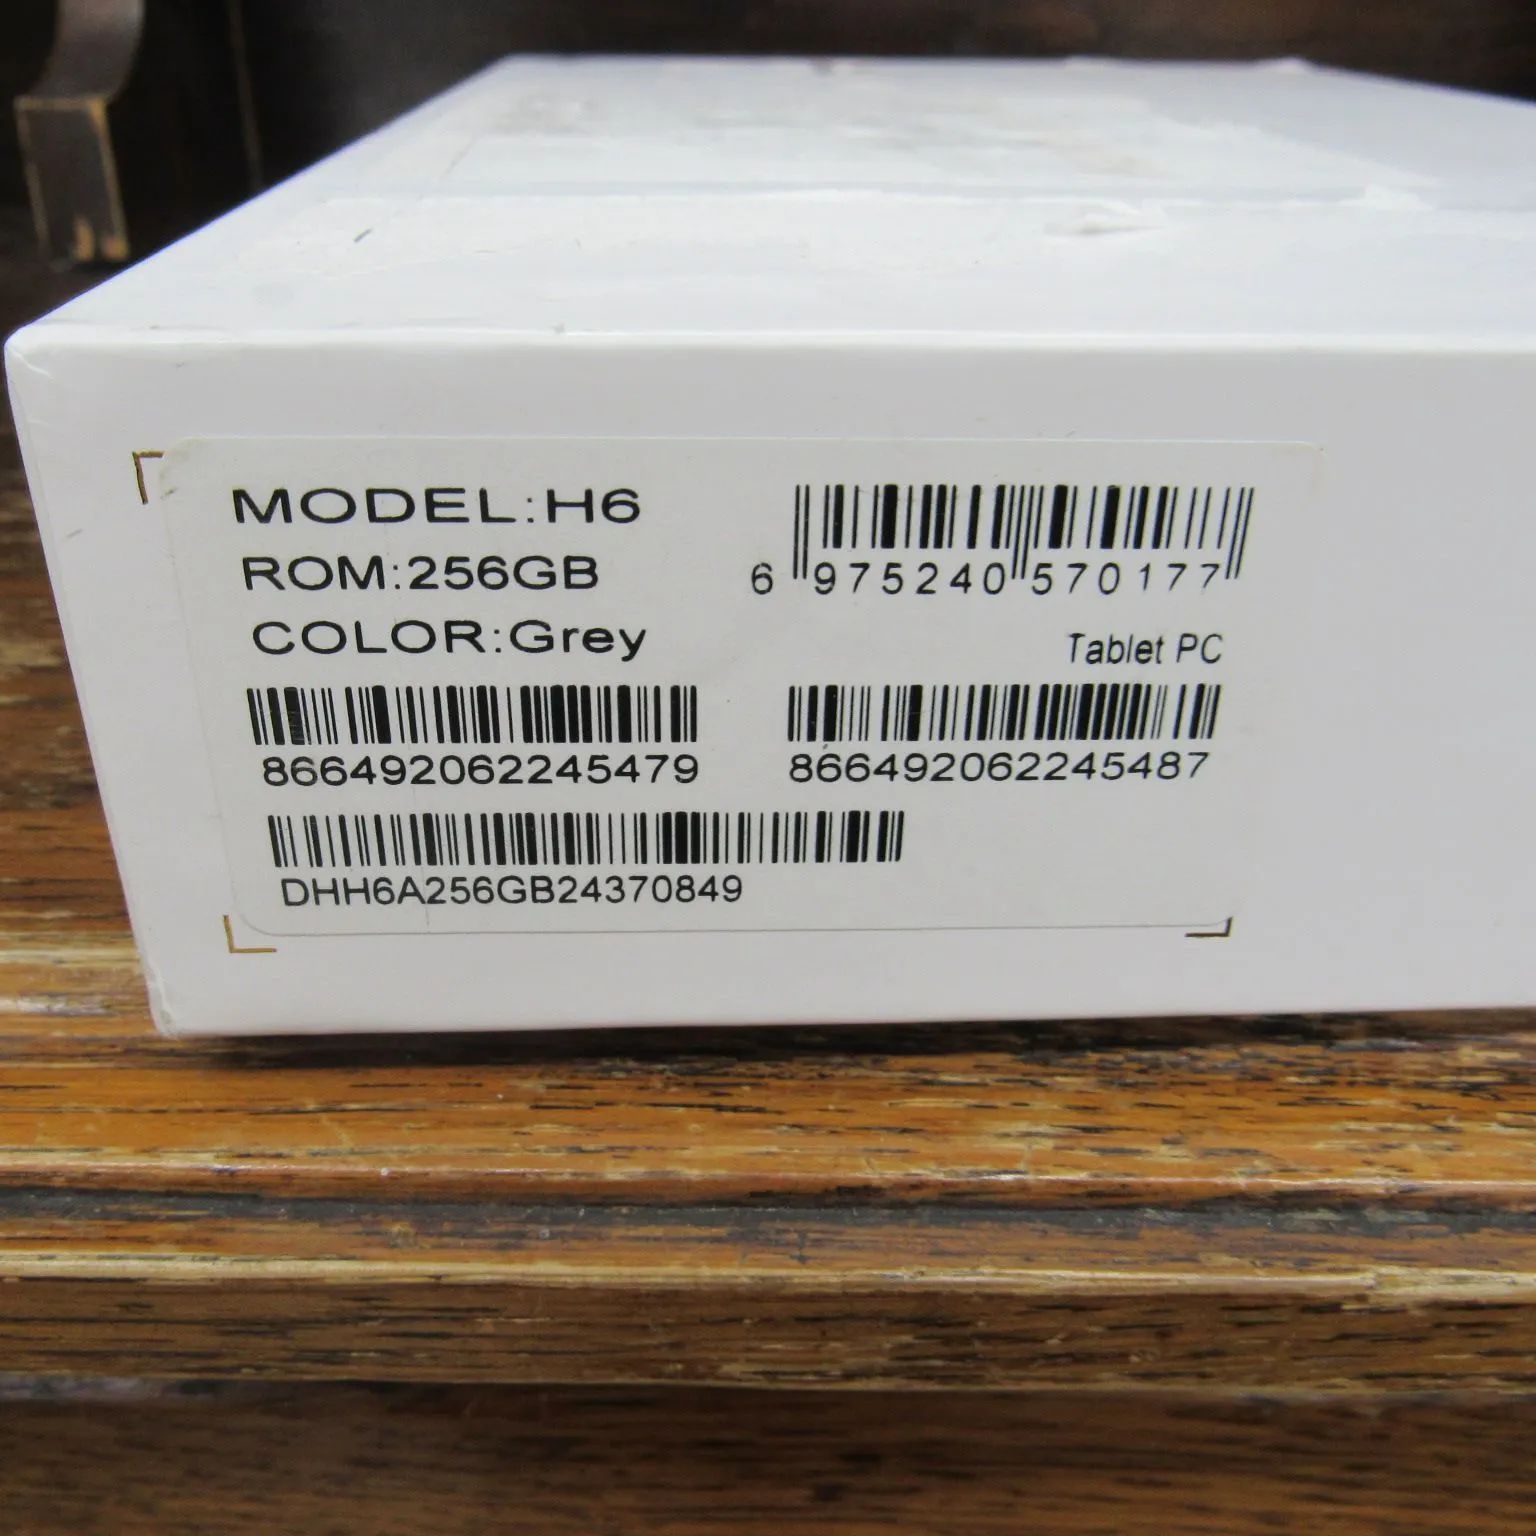 MODEL:H6
ROM:256GB
COLOR:Grey
6 975240 570177
Tablet PC
866492062245479
866492062245487
DHH6A256GB24370849